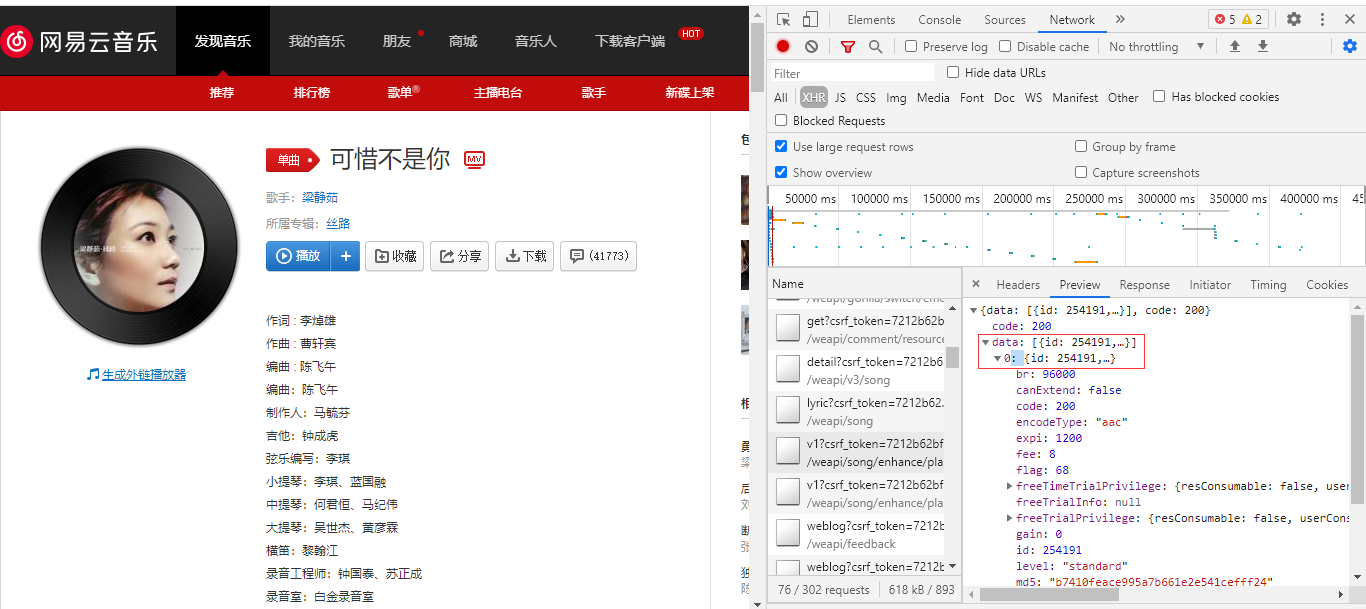 网易云音乐
发现音乐 我的音乐 朋友 商城 音乐人 下载客户端 HOT
推荐 排行榜 歌单® 主播电台 歌手 新碟上架
单曲 可惜不是你 MV
歌手：梁静茹
所属专辑：丝路
播放 + 收藏 分享 下载 (41773)
生成外链播放器
作词 : 李焯雄
作曲 : 曹轩宾
编曲 : 陈飞午
编曲：陈飞午
制作人：马毓芬
吉他：钟成虎
弦乐编写：李琪
小提琴：李琪、蓝国融
中提琴：何君恒、马纪伟
大提琴：吴世杰、黄彦霖
横笛：黎翰江
录音工程师：钟国泰、苏正成
录音室：白金录音室
Elements Console Sources Network » 5 2
Preserve log Disable cache No throttling
Filter Hide data URLs
All XHR JS CSS Img Media Font Doc WS Manifest Other Has blocked cookies
Blocked Requests
Use large request rows Group by frame
Show overview Capture screenshots
50000 ms 100000 ms 150000 ms 200000 ms 250000 ms 300000 ms 350000 ms 400000 ms 45
Name
get?csrf_token=7212b62b
/weapi/comment/resource
detail?csrf_token=7212b6
/weapi/v3/song
lyric?csrf_token=7212b62.
/weapi/song
v1?csrf_token=7212b62bf
/weapi/song/enhance/pla
v1?csrf_token=7212b62bf
/weapi/song/enhance/pla
weblog?csrf_token=7212b
/weapi/feedback
weblog?csrf_token=7212b
76 / 302 requests 618 kB / 893
× Headers Preview Response Initiator Timing Cookies
▼{data: [{id: 254191,…}], code: 200}
code: 200
▼data: [{id: 254191,…}]
▼0: {id: 254191,…}
br: 96000
canExtend: false
code: 200
encodeType: "aac"
expi: 1200
fee: 8
flag: 68
▶freeTimeTrialPrivilege: {resConsumable: false, user
freeTrialInfo: null
▶freeTrialPrivilege: {resConsumable: false, userCons
gain: 0
id: 254191
level: "standard"
md5: "b7410feace995a7b661e2e541cefff24"